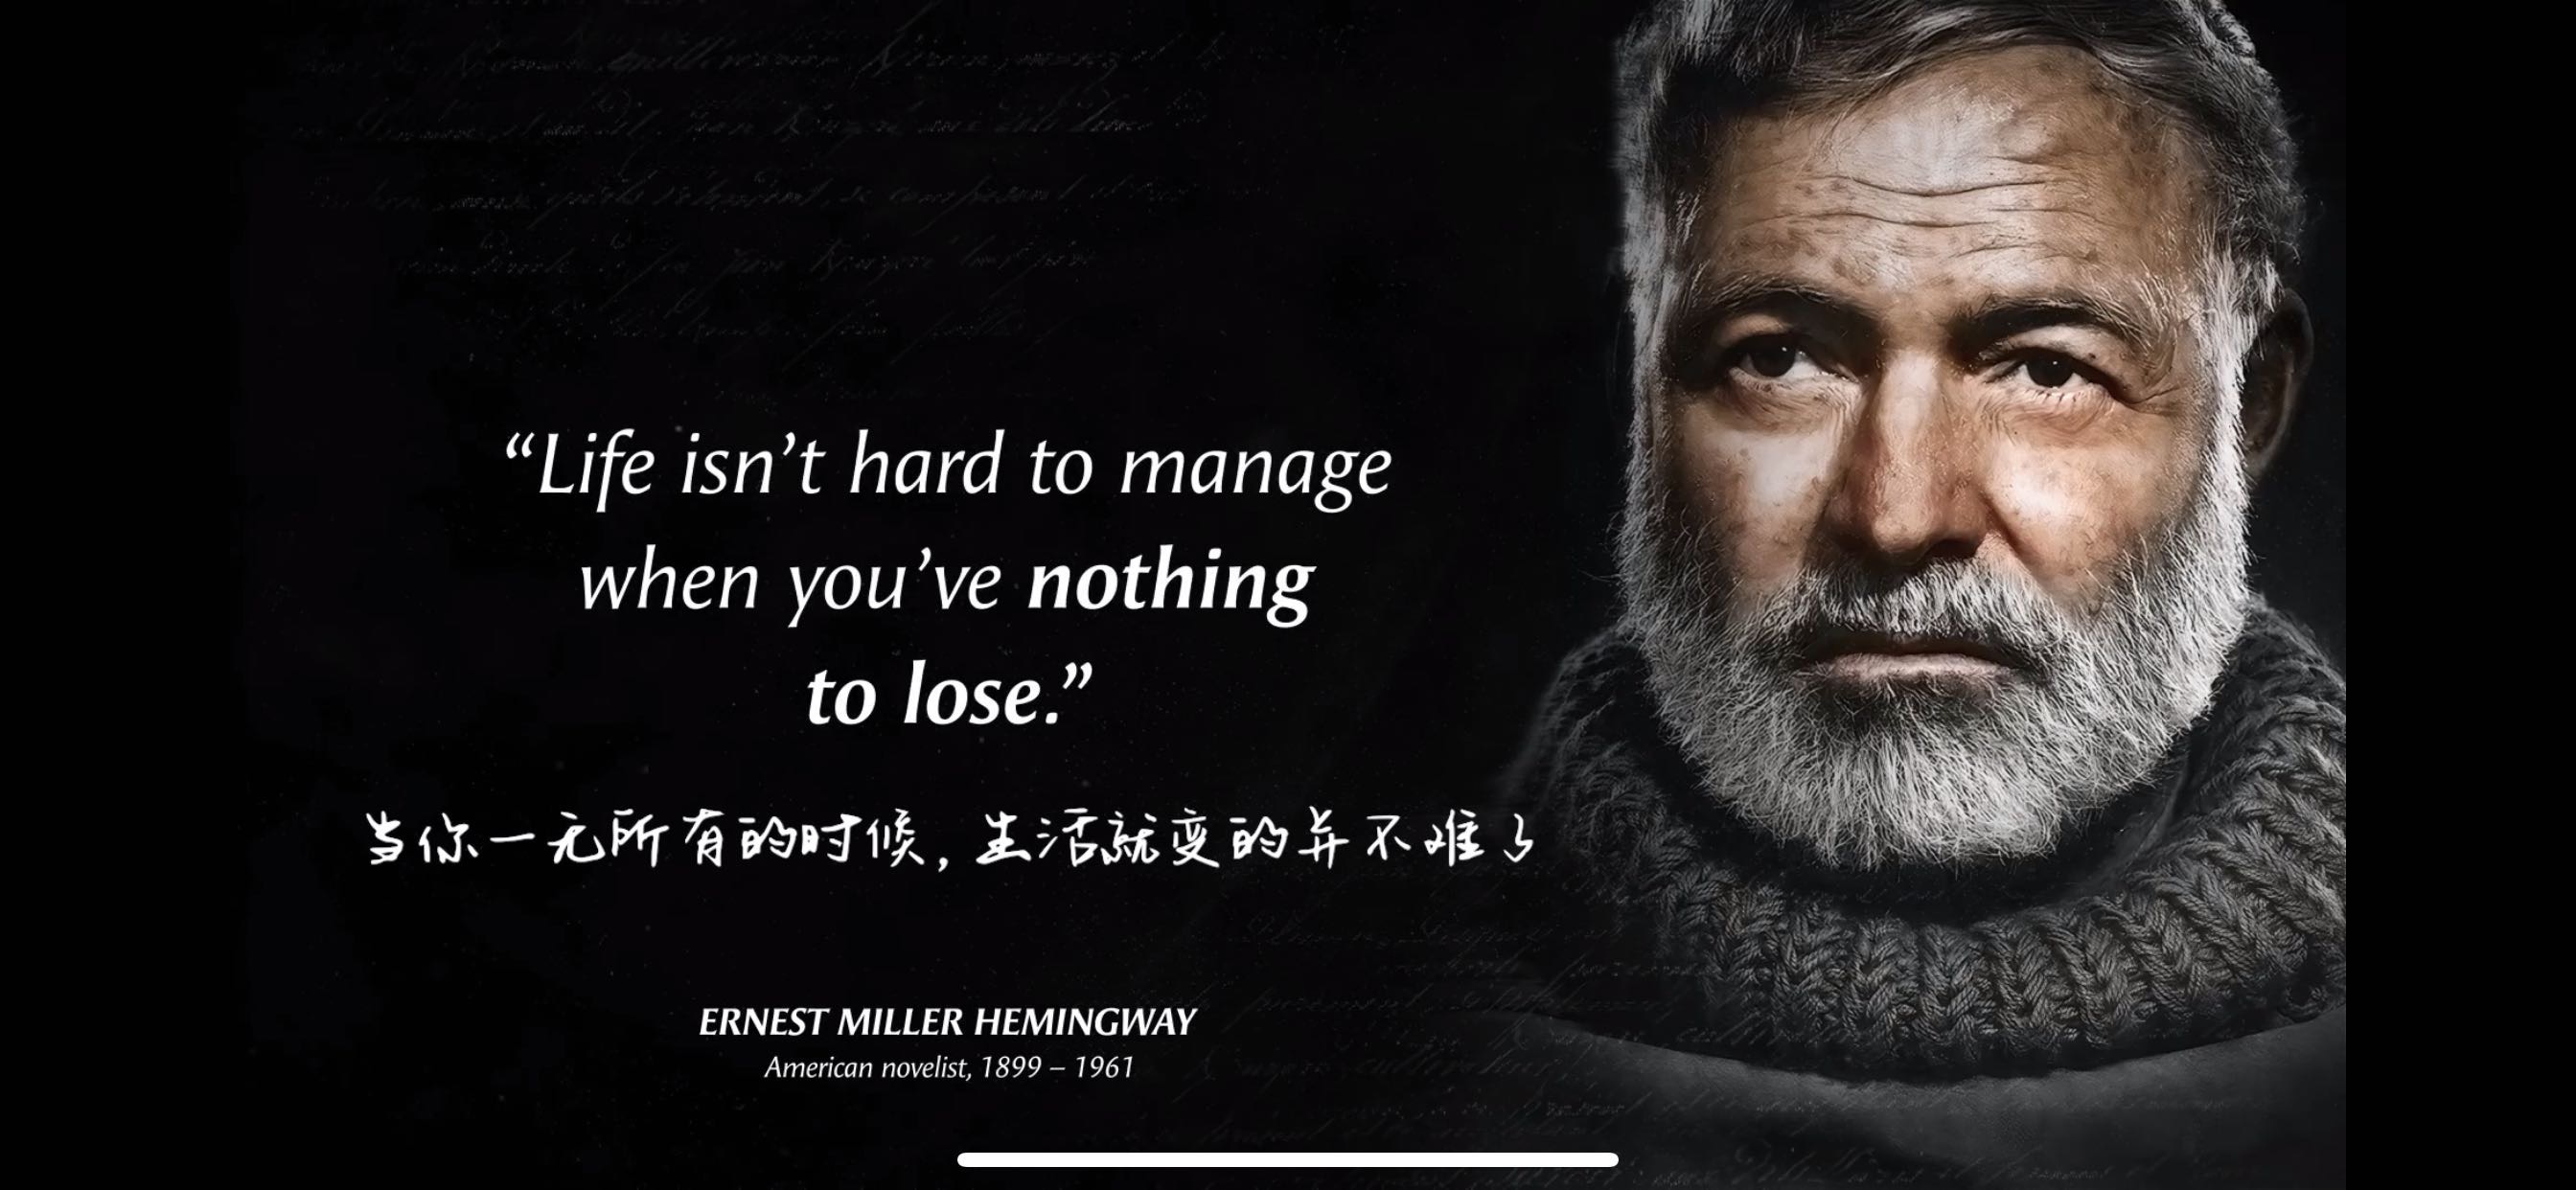 “Life isn’t hard to manage
when you’ve nothing
to lose.”
当你一无所有的时候，生活就变的并不难了
ERNEST MILLER HEMINGWAY
American novelist, 1899 – 1961